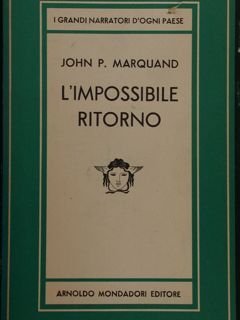 I GRANDI NARRATORI D'OGNI PAESE
JOHN P. MARQUAND
L'IMPOSSIBILE
RITORNO
ARNOLDO MONDADORI EDITORE